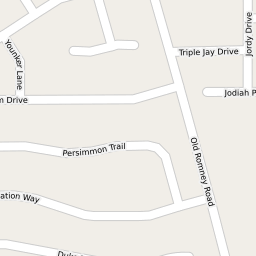 Younker Lane
Triple Jay Drive
Jordy Drive
Jodiah P
m Drive
Old Romney Road
Persimmon Trail
ation Way